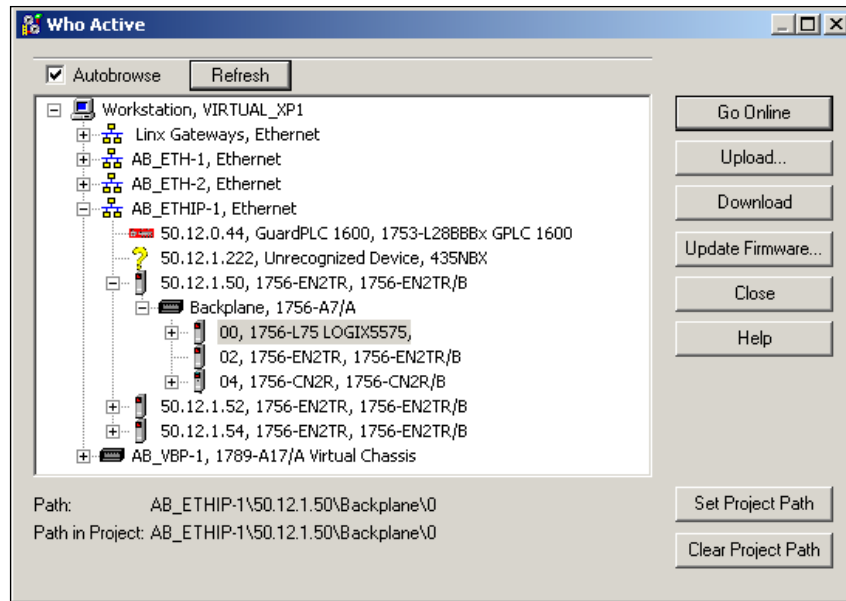 Who Active
Autobrowse Refresh
Workstation, VIRTUAL_XP1
Linx Gateways, Ethernet
AB_ETH-1, Ethernet
AB_ETH-2, Ethernet
AB_ETHIP-1, Ethernet
50.12.0.44, GuardPLC 1600, 1753-L28BBBx GPLC 1600
50.12.1.222, Unrecognized Device, 435NBX
50.12.1.50, 1756-EN2TR, 1756-EN2TR/B
Backplane, 1756-A7/A
00, 1756-L75 LOGIX5575,
02, 1756-EN2TR, 1756-EN2TR/B
04, 1756-CN2R, 1756-CN2R/B
50.12.1.52, 1756-EN2TR, 1756-EN2TR/B
50.12.1.54, 1756-EN2TR, 1756-EN2TR/B
AB_VBP-1, 1789-A17/A Virtual Chassis
Go Online
Upload...
Download
Update Firmware...
Close
Help
Path: AB_ETHIP-1\50.12.1.50\Backplane\0
Path in Project: AB_ETHIP-1\50.12.1.50\Backplane\0
Set Project Path
Clear Project Path